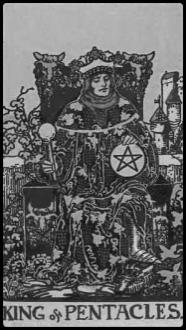 KING of PENTACLES.